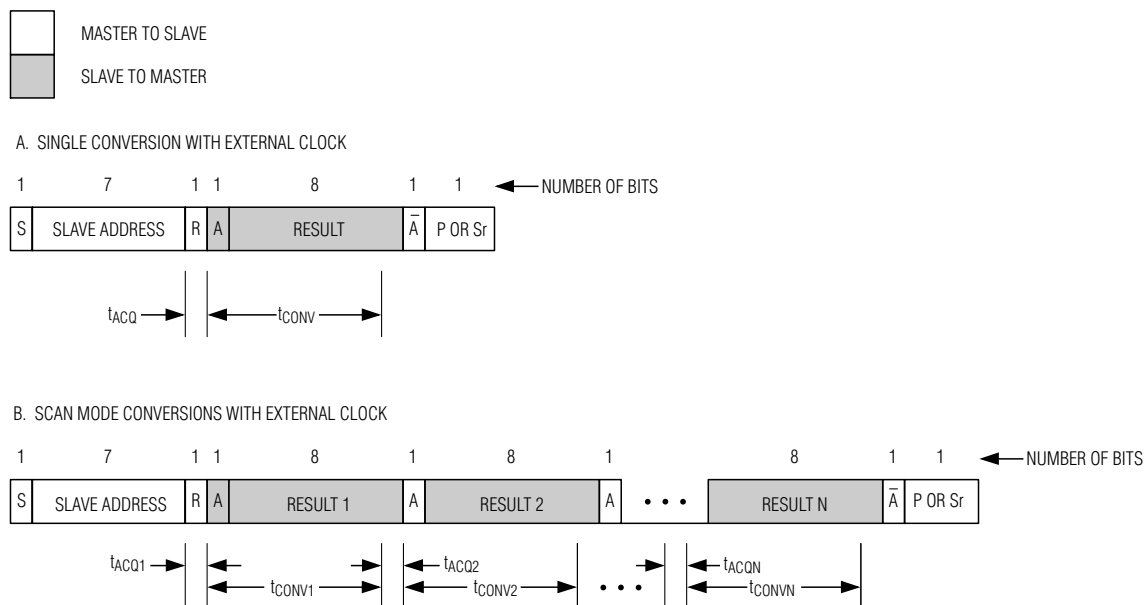 MASTER TO SLAVE
SLAVE TO MASTER
A. SINGLE CONVERSION WITH EXTERNAL CLOCK
1 7 1 1 8 1 1 NUMBER OF BITS
S SLAVE ADDRESS R A RESULT A̅ P OR Sr
tACQ tCONV
B. SCAN MODE CONVERSIONS WITH EXTERNAL CLOCK
1 7 1 1 8 1 8 1 8 1 1 NUMBER OF BITS
S SLAVE ADDRESS R A RESULT 1 A RESULT 2 A • • • RESULT N A̅ P OR Sr
tACQ1 tACQ2 tACQN
tCONV1 tCONV2 • • • tCONVN